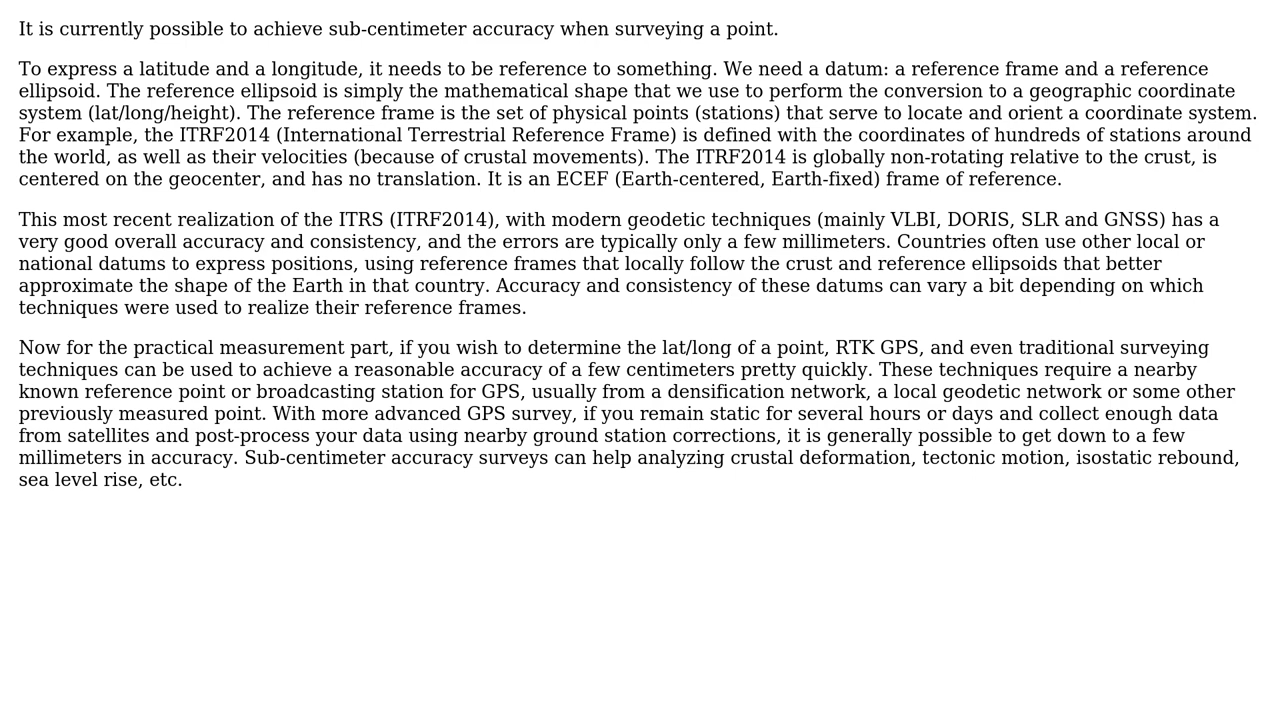 It is currently possible to achieve sub-centimeter accuracy when surveying a point.
To express a latitude and a longitude, it needs to be reference to something. We need a datum: a reference frame and a reference
ellipsoid. The reference ellipsoid is simply the mathematical shape that we use to perform the conversion to a geographic coordinate
system (lat/long/height). The reference frame is the set of physical points (stations) that serve to locate and orient a coordinate system.
For example, the ITRF2014 (International Terrestrial Reference Frame) is defined with the coordinates of hundreds of stations around
the world, as well as their velocities (because of crustal movements). The ITRF2014 is globally non-rotating relative to the crust, is
centered on the geocenter, and has no translation. It is an ECEF (Earth-centered, Earth-fixed) frame of reference.
This most recent realization of the ITRS (ITRF2014), with modern geodetic techniques (mainly VLBI, DORIS, SLR and GNSS) has a
very good overall accuracy and consistency, and the errors are typically only a few millimeters. Countries often use other local or
national datums to express positions, using reference frames that locally follow the crust and reference ellipsoids that better
approximate the shape of the Earth in that country. Accuracy and consistency of these datums can vary a bit depending on which
techniques were used to realize their reference frames.
Now for the practical measurement part, if you wish to determine the lat/long of a point, RTK GPS, and even traditional surveying
techniques can be used to achieve a reasonable accuracy of a few centimeters pretty quickly. These techniques require a nearby
known reference point or broadcasting station for GPS, usually from a densification network, a local geodetic network or some other
previously measured point. With more advanced GPS survey, if you remain static for several hours or days and collect enough data
from satellites and post-process your data using nearby ground station corrections, it is generally possible to get down to a few
millimeters in accuracy. Sub-centimeter accuracy surveys can help analyzing crustal deformation, tectonic motion, isostatic rebound,
sea level rise, etc.